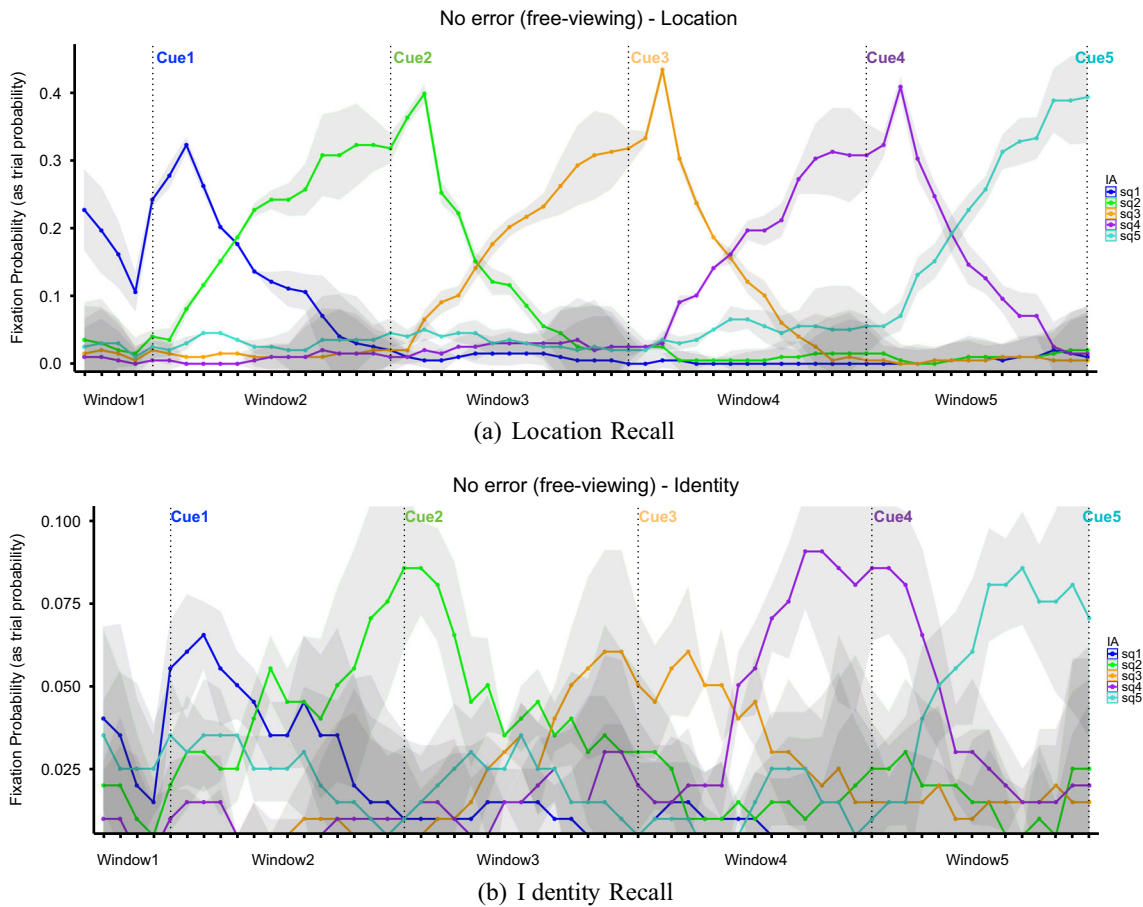 No error (free-viewing) - Location
Cue1 Cue2 Cue3 Cue4 Cue5
Fixation Probability (as trial probability)
0.4
0.3
0.2
0.1
0.0
IA
sq1
sq2
sq3
sq4
sq5
Window1 Window2 Window3 Window4 Window5
(a) Location Recall
No error (free-viewing) - Identity
Cue1 Cue2 Cue3 Cue4 Cue5
Fixation Probability (as trial probability)
0.100
0.075
0.050
0.025
IA
sq1
sq2
sq3
sq4
sq5
Window1 Window2 Window3 Window4 Window5
(b) I dentity Recall